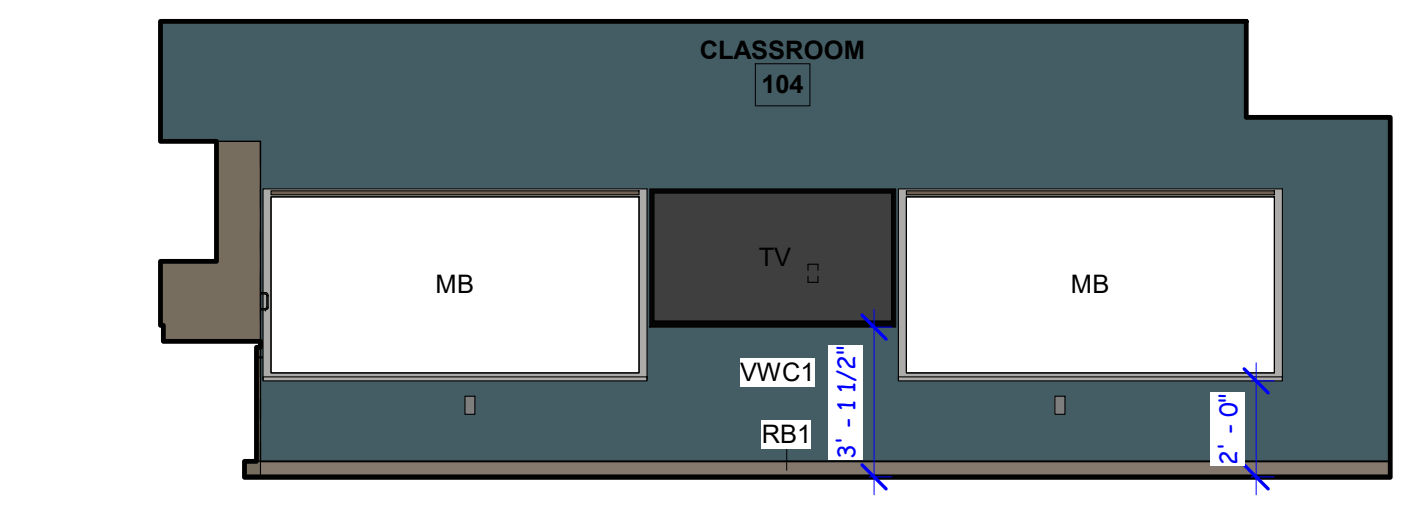 CLASSROOM
104
TV
MB
MB
VWC1
3' - 1 1/2"
2' - 0"
RB1